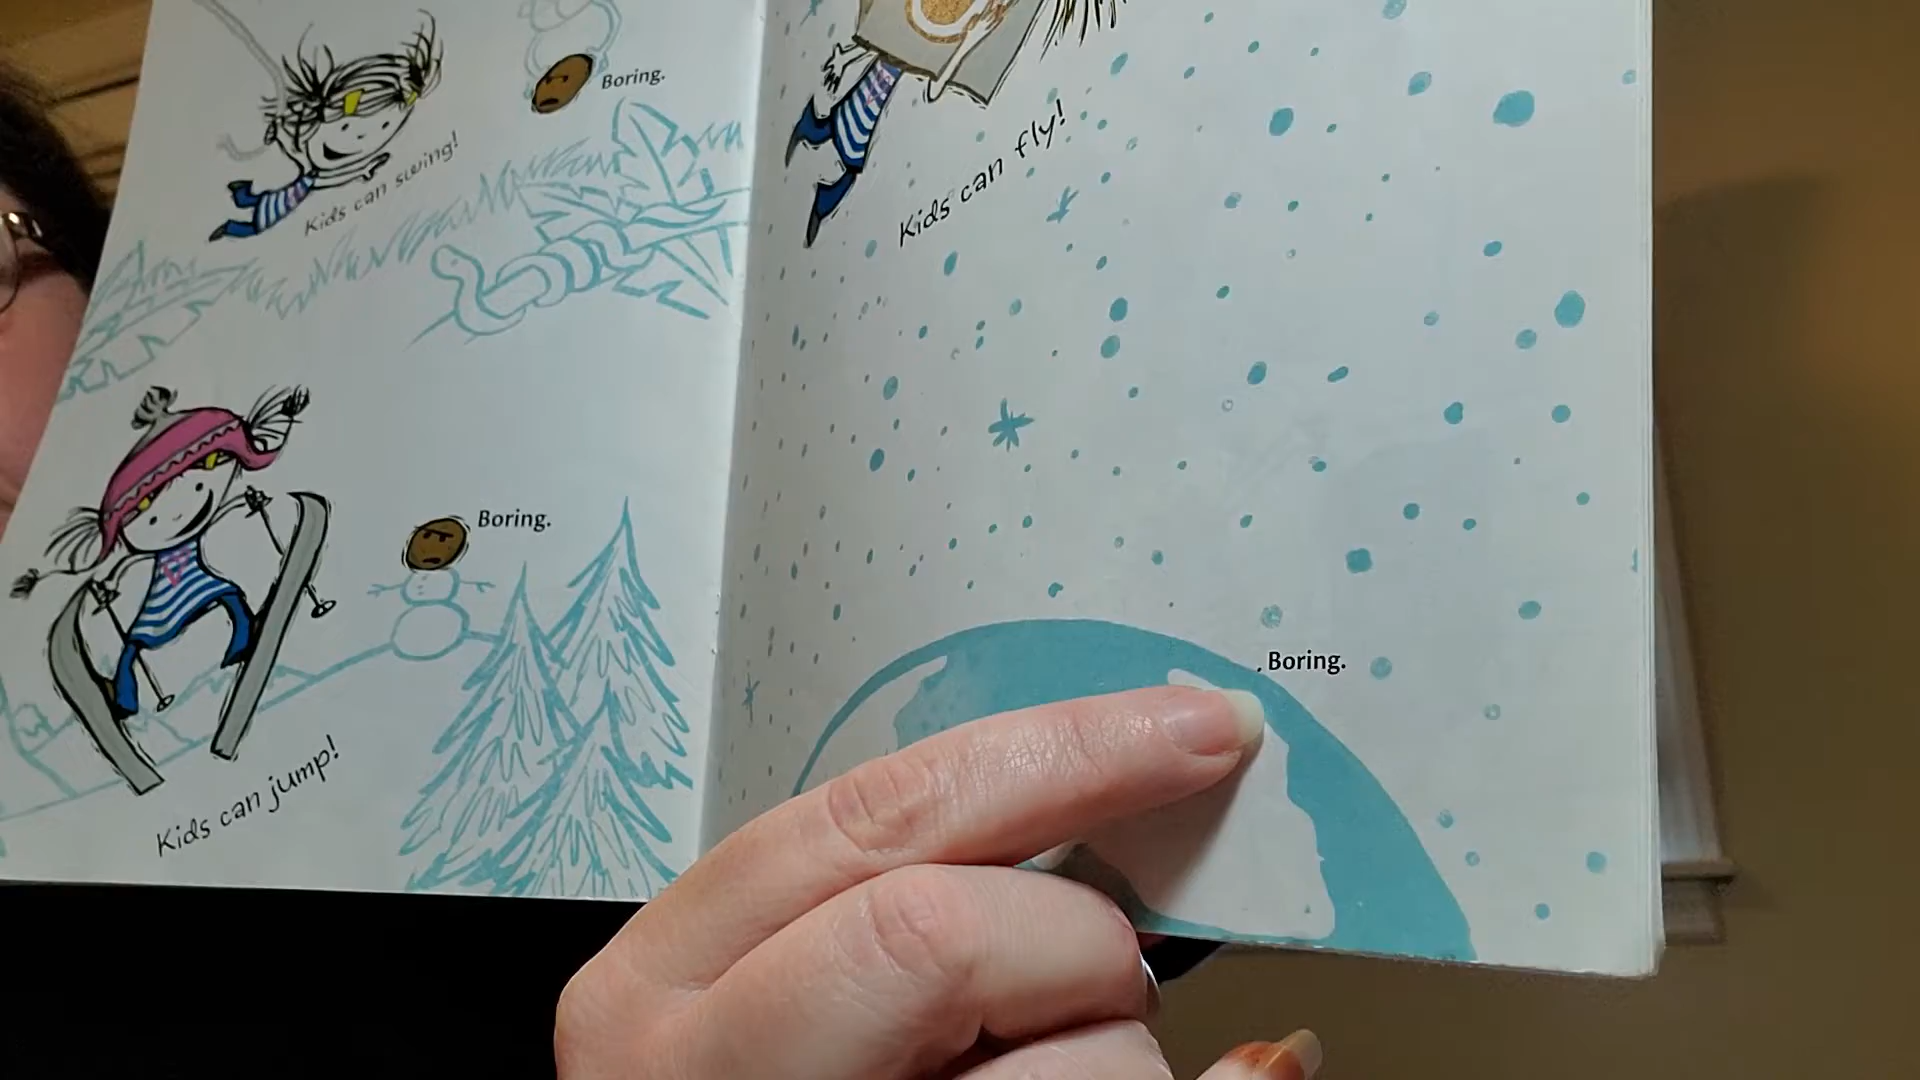 Boring.
Kids can swing!
Boring.
Kids can jump!
Kids can fly!
Boring.